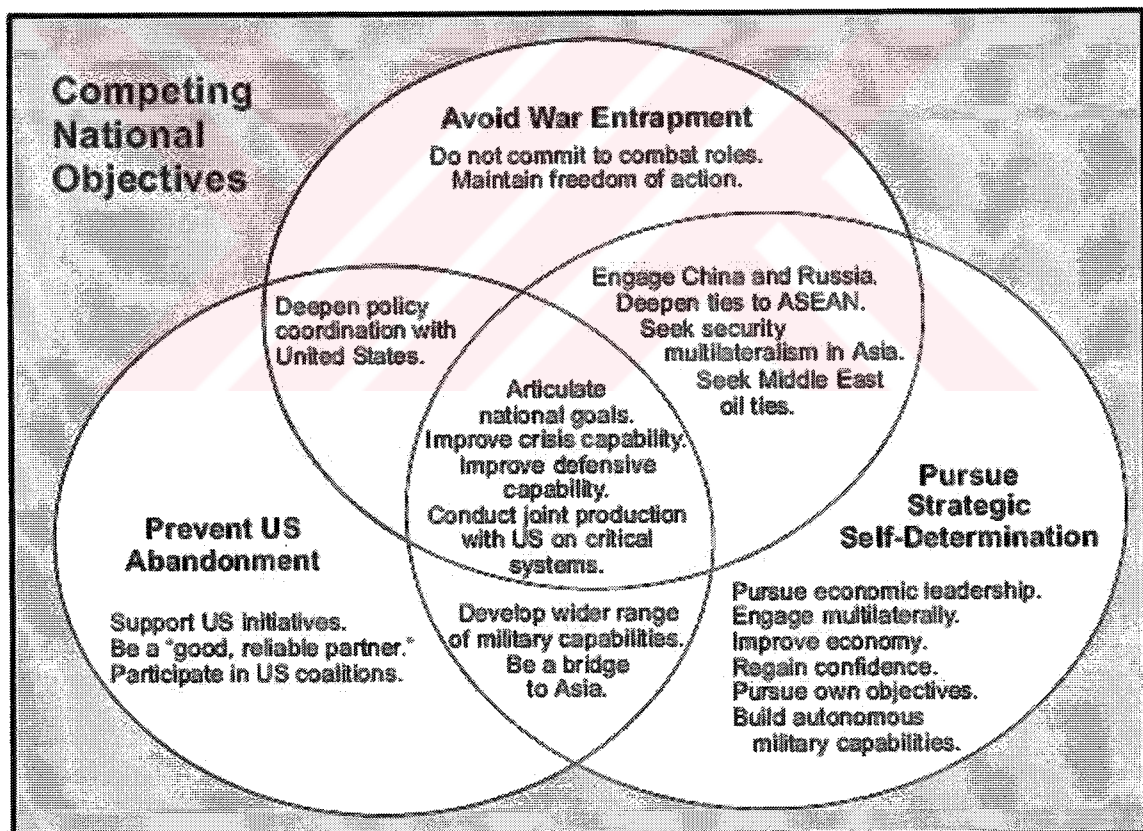 Competing
National
Objectives
Avoid War Entrapment
Do not commit to combat roles.
Maintain freedom of action.
Engage China and Russia.
Deepen ties to ASEAN.
Seek security
multilateralism in Asia.
Seek Middle East
oil ties.
Deepen policy
coordination with
United States.
Articulate
national goals.
Improve crisis capability.
Improve defensive
capability.
Conduct joint production
with US on critical
systems.
Prevent US
Abandonment
Support US initiatives.
Be a "good, reliable partner."
Participate in US coalitions.
Develop wider range
of military capabilities.
Be a bridge
to Asia.
Pursue
Strategic
Self-Determination
Pursue economic leadership.
Engage multilaterally.
Improve economy.
Regain confidence.
Pursue own objectives.
Build autonomous
military capabilities.